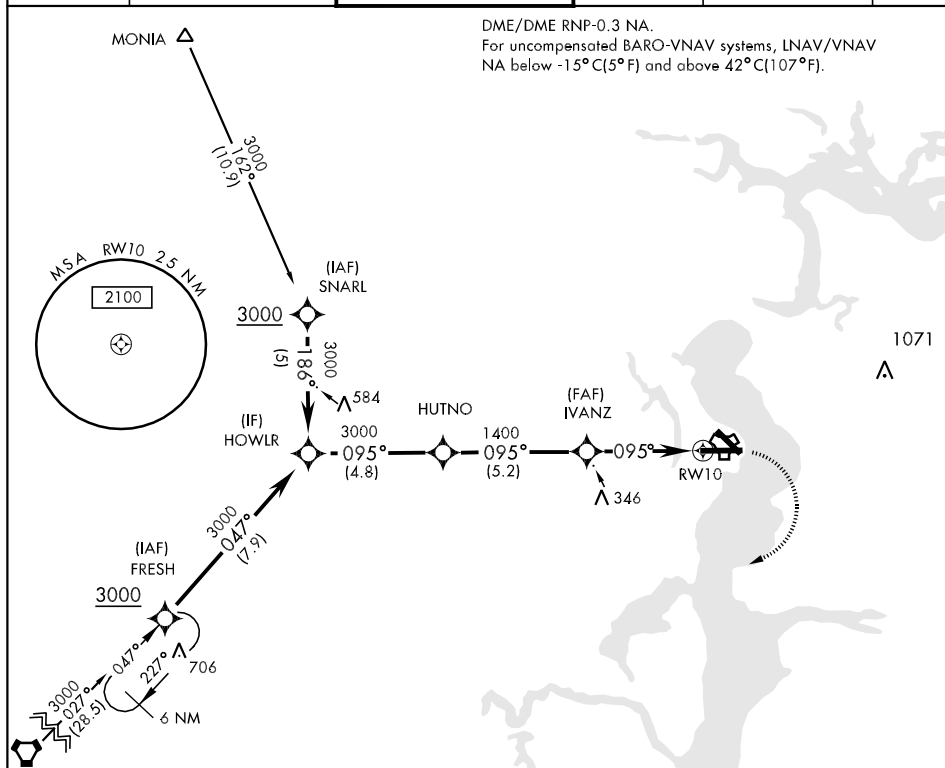 DME/DME RNP-0.3 NA.
For uncompensated BARO-VNAV systems, LNAV/VNAV
NA below -15°C(5°F) and above 42°C(107°F).
MONIA
3000
162°
(10.9)
MSA RW10 25 NM
2100
(IAF)
SNARL
3000
3000
186°
(5)
584
1071
(IF)
HOWLR
HUTNO
(FAF)
IVANZ
3000
095°
(4.8)
1400
095°
(5.2)
095°
RW10
346
3000
047°
(7.9)
(IAF)
FRESH
3000
047°
227°
706
6 NM
3000
027°
(28.5)